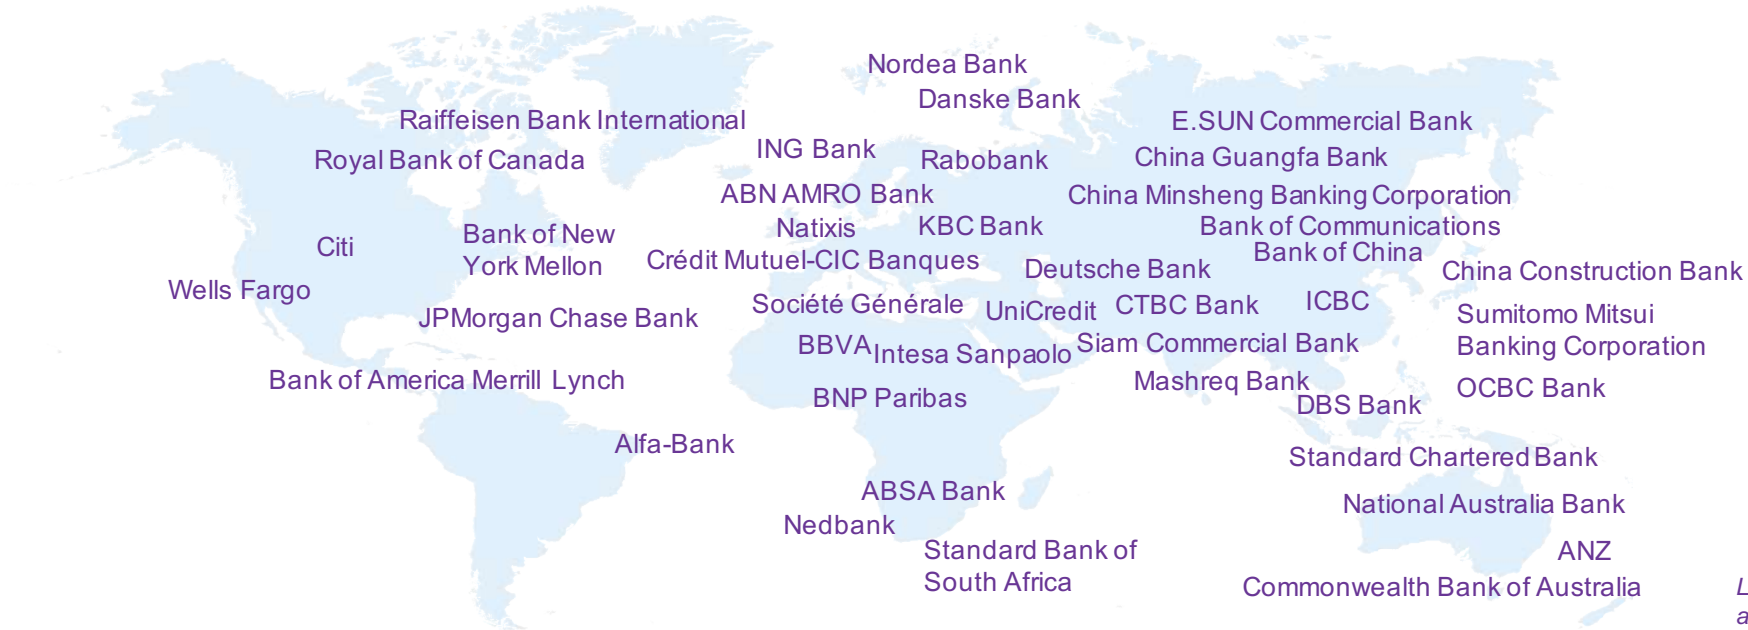 Nordea Bank
Danske Bank
Raiffeisen Bank International
E.SUN Commercial Bank
ING Bank
Rabobank
China Guangfa Bank
Royal Bank of Canada
ABN AMRO Bank
China Minsheng Banking Corporation
Natixis
KBC Bank
Bank of Communications
Citi
Bank of New
York Mellon
Crédit Mutuel-CIC Banques
Deutsche Bank
Bank of China
China Construction Bank
Wells Fargo
Société Générale
UniCredit
CTBC Bank
ICBC
JPMorgan Chase Bank
Sumitomo Mitsui
Banking Corporation
BBVA
Intesa Sanpaolo
Siam Commercial Bank
Bank of America Merrill Lynch
Mashreq Bank
OCBC Bank
BNP Paribas
DBS Bank
Alfa-Bank
Standard Chartered Bank
ABSA Bank
National Australia Bank
Nedbank
Standard Bank of
South Africa
ANZ
Commonwealth Bank of Australia